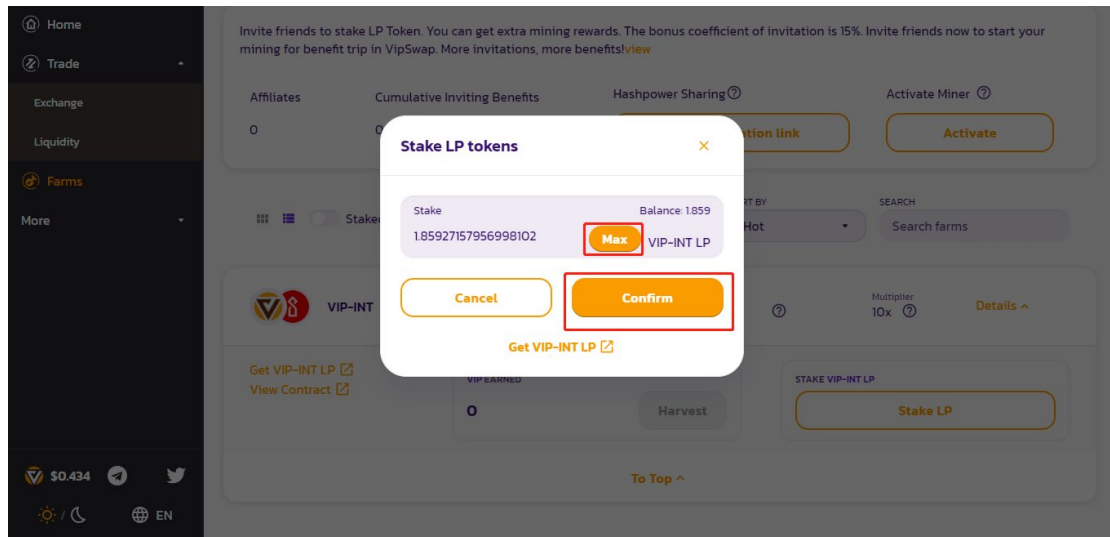 Home
Trade
Exchange
Liquidity
Farms
More
$0.434
/
EN
Invite friends to stake LP Token. You can get extra mining rewards. The bonus coefficient of invitation is 15%. Invite friends now to start your
mining for benefit trip in VipSwap. More invitations, more benefits!view
Affiliates Cumulative Inviting Benefits Hashpower Sharing Activate Miner
0 link Activate
SEARCH
Hot Search farms
Stake LP tokens ×
Stake Balance: 1.859
1.85927157956998102 Max VIP-INT LP
Cancel Confirm
Get VIP-INT LP
VIP-INT Multiplier
10x Details
Get VIP-INT LP
View Contract
VIP EARNED STAKE VIP-INT LP
0 Harvest Stake LP
To Top